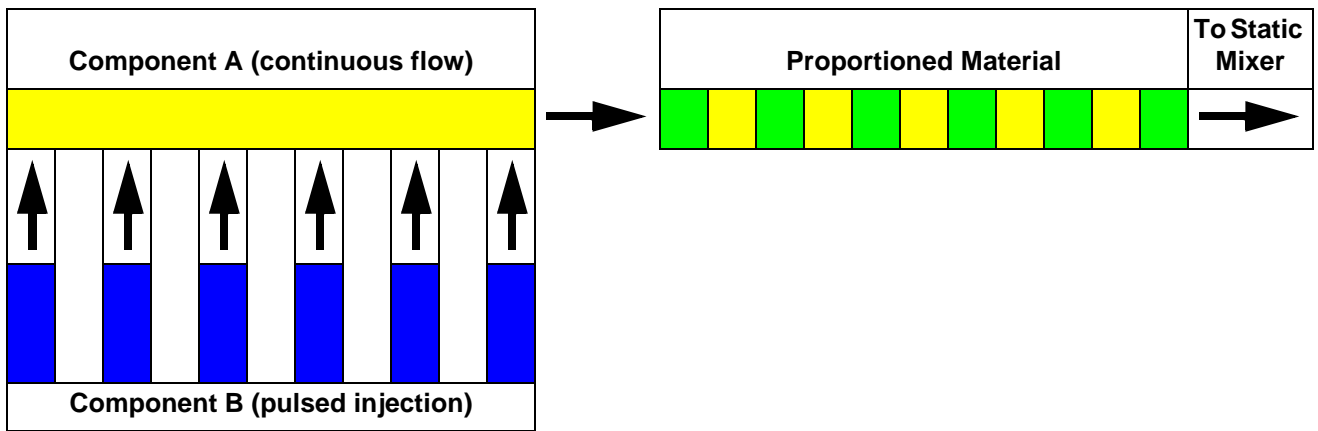 Component A (continuous flow)
Proportioned Material
To Static
Mixer
Component B (pulsed injection)